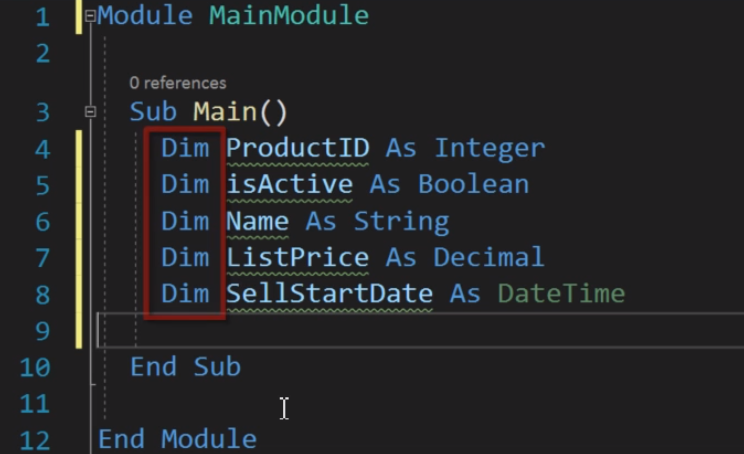 1 Module MainModule
2
0 references
3 Sub Main()
4 Dim ProductID As Integer
5 Dim isActive As Boolean
6 Dim Name As String
7 Dim ListPrice As Decimal
8 Dim SellStartDate As DateTime
9
10 End Sub
11
12 End Module